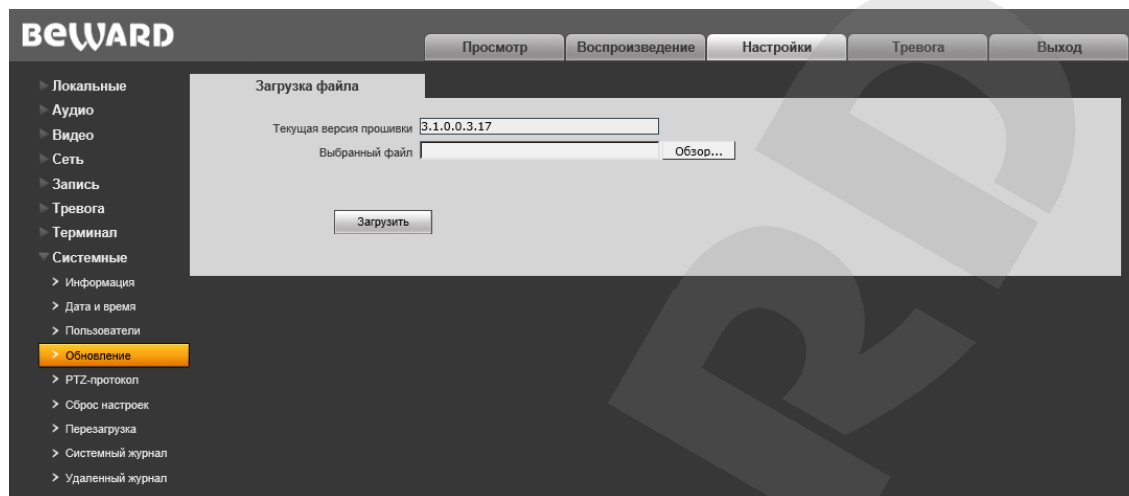 BEWARD
Просмотр Воспроизведение Настройки Тревога Выход
Локальные
Аудио
Видео
Сеть
Запись
Тревога
Терминал
Системные
Информация
Дата и время
Пользователи
Обновление
PTZ-протокол
Сброс настроек
Перезагрузка
Системный журнал
Удаленный журнал
Загрузка файла
Текущая версия прошивки 3.1.0.0.3.17
Выбранный файл Обзор...
Загрузить
RD